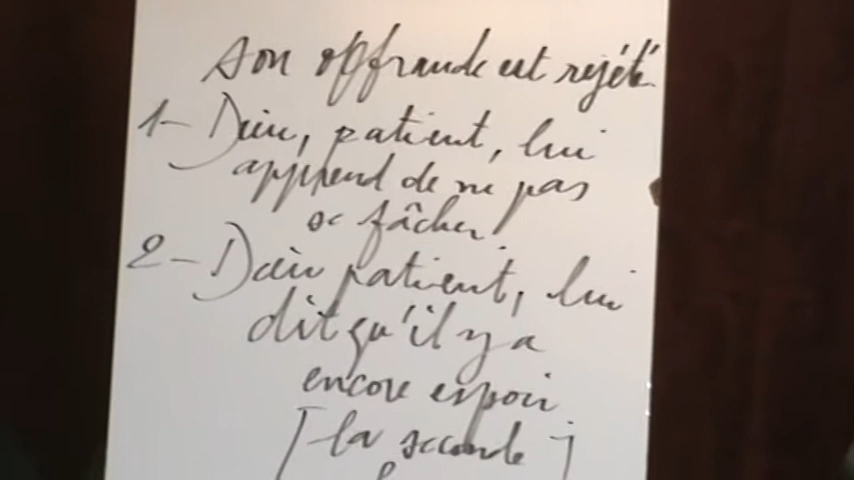 Son offrande est rejeté
1- Dieu, patient, lui
apprend de ne pas
se fâcher.
2- Dieu patient, lui
dit qu'il y a
encore espoir
[la seconde]